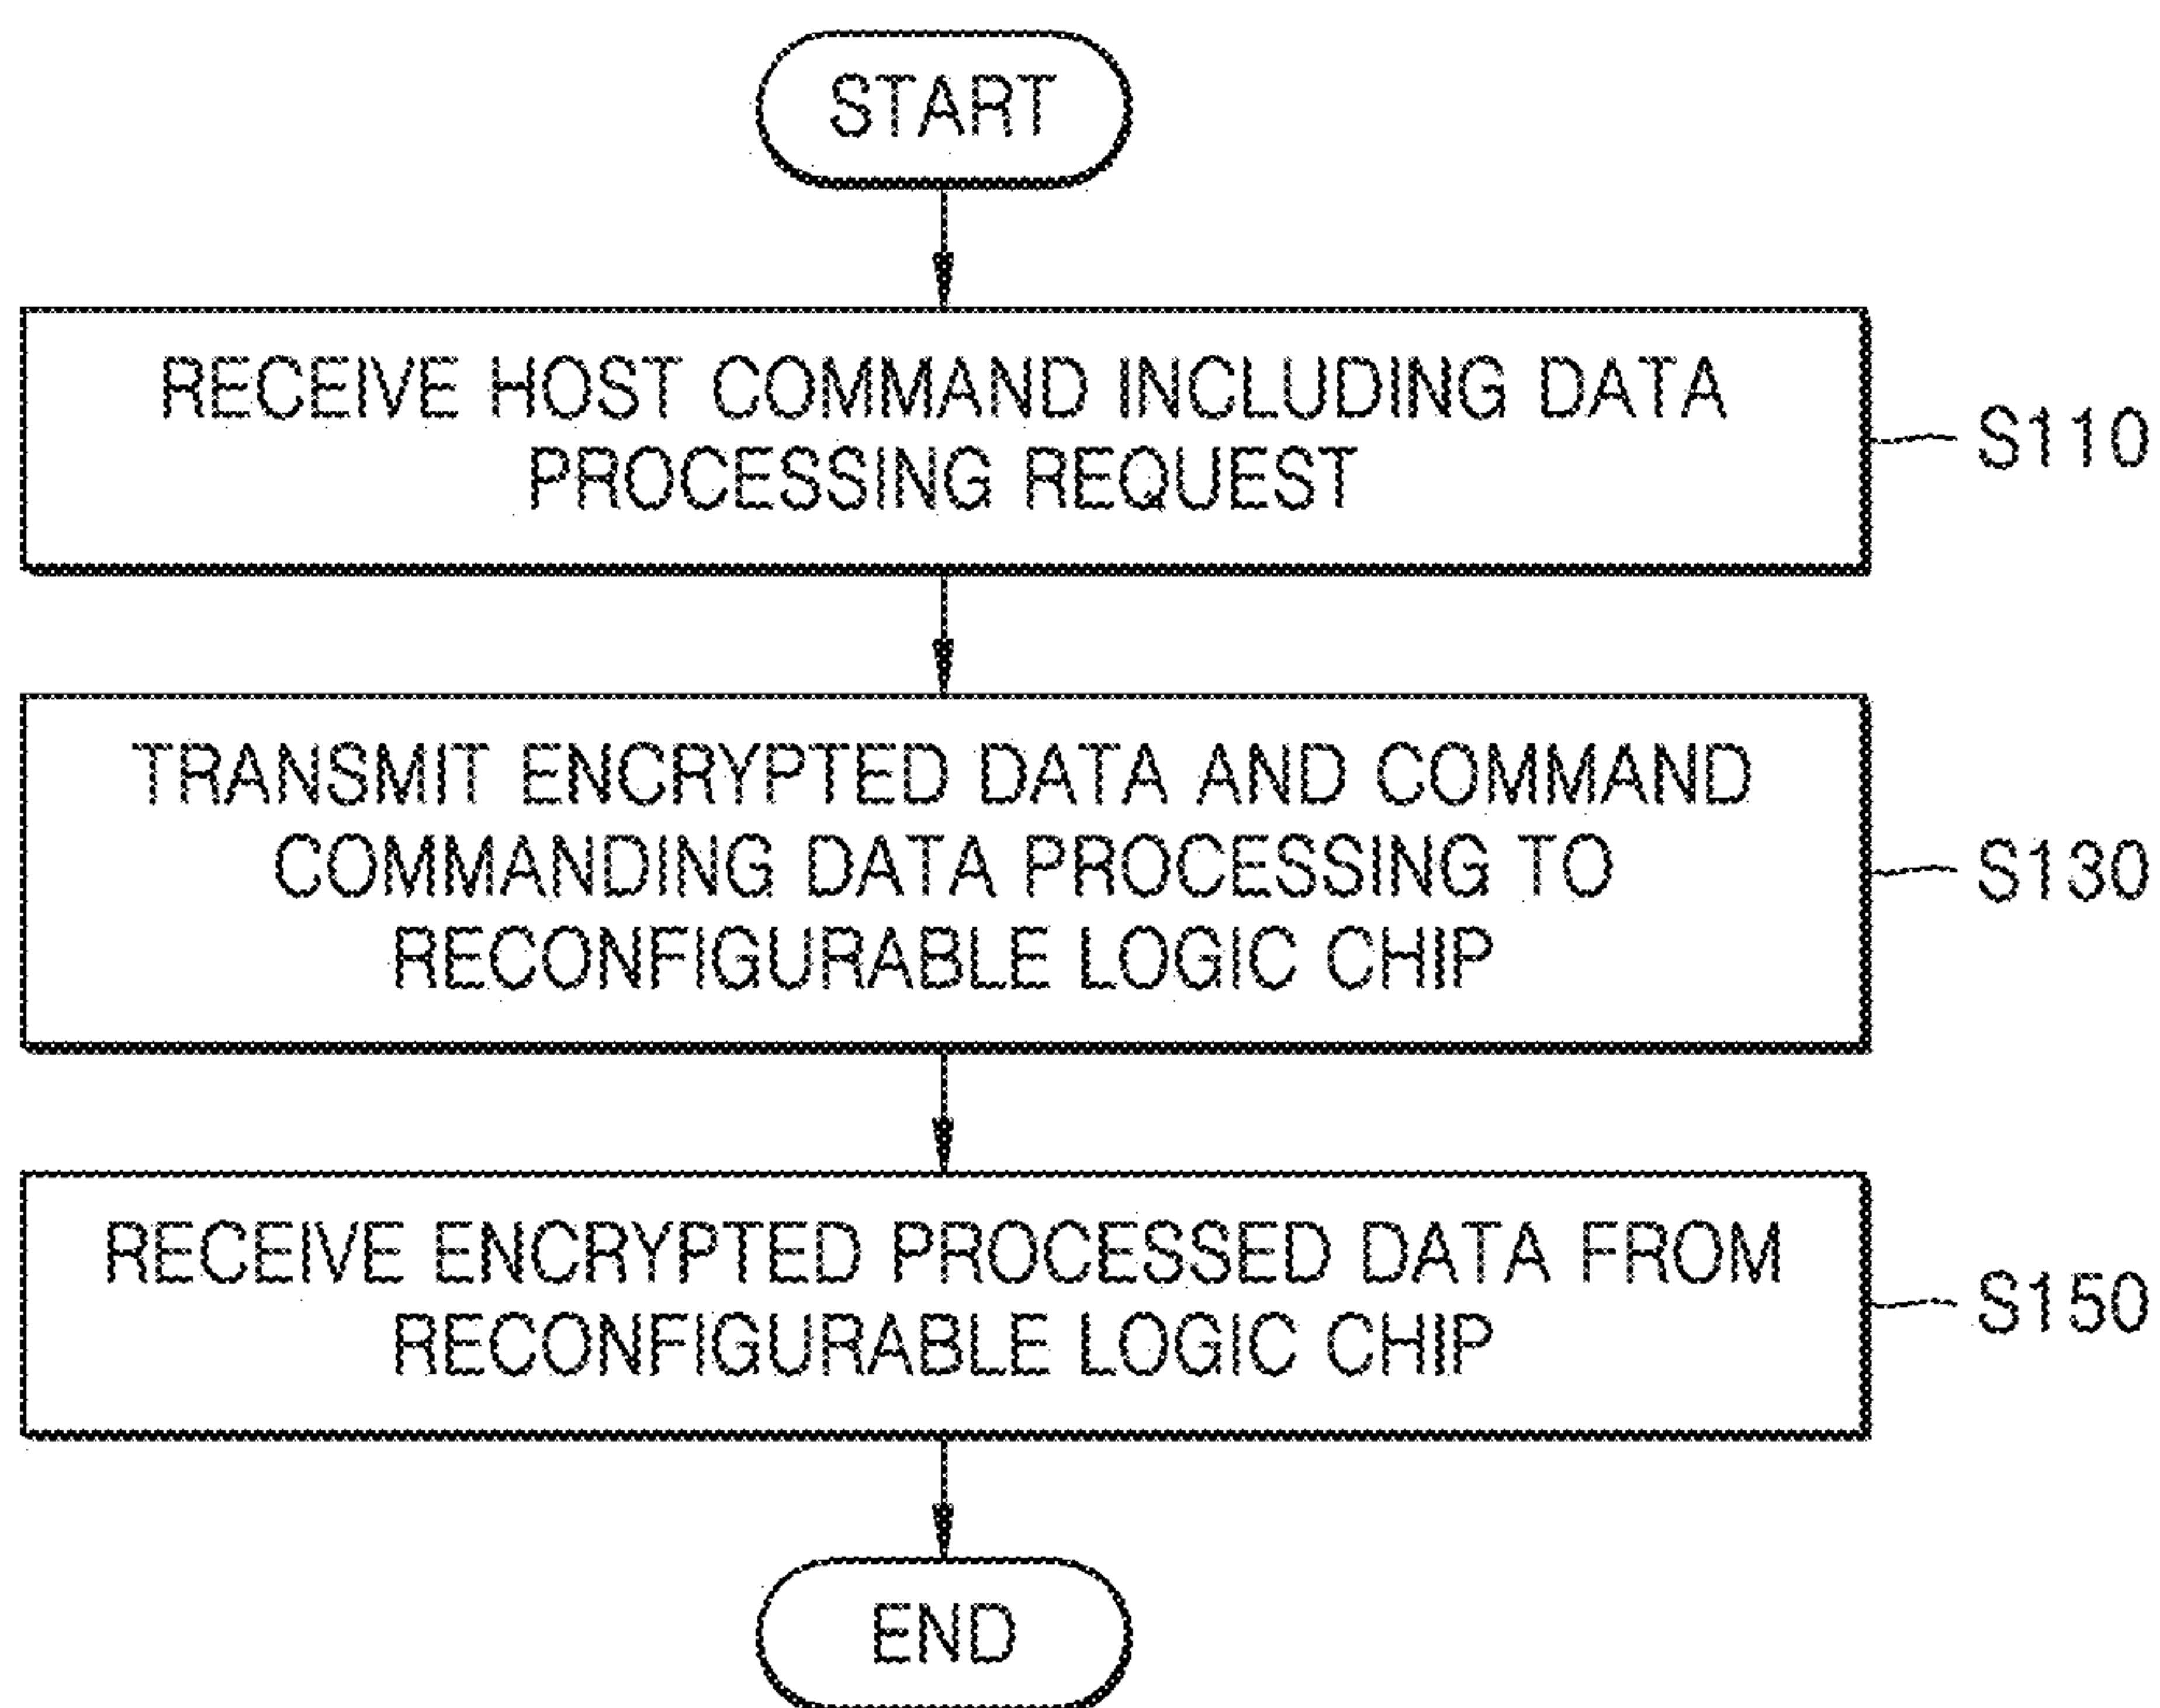 START
RECEIVE HOST COMMAND INCLUDING DATA
PROCESSING REQUEST
S110
TRANSMIT ENCRYPTED DATA AND COMMAND
COMMANDING DATA PROCESSING TO
RECONFIGURABLE LOGIC CHIP
S130
RECEIVE ENCRYPTED PROCESSED DATA FROM
RECONFIGURABLE LOGIC CHIP
S150
END